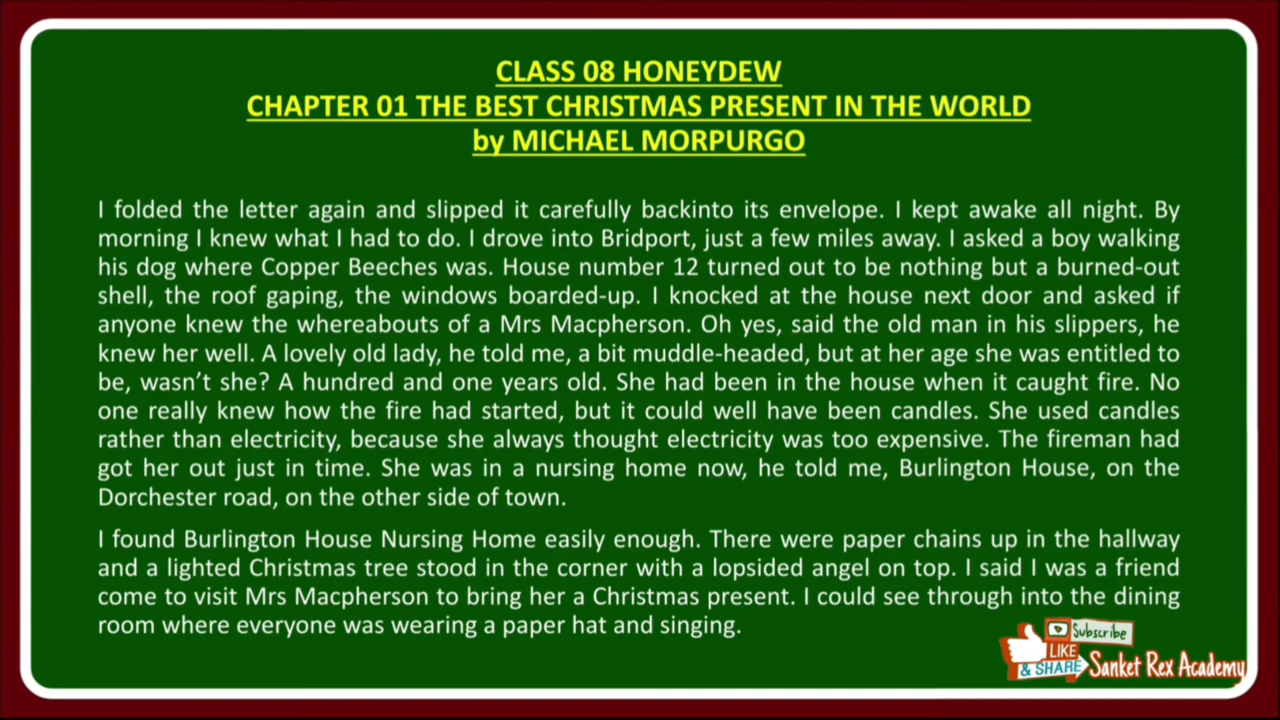 CLASS 08 HONEYDEW
CHAPTER 01 THE BEST CHRISTMAS PRESENT IN THE WORLD
by MICHAEL MORPURGO
I folded the letter again and slipped it carefully backinto its envelope. I kept awake all night. By
morning I knew what I had to do. I drove into Bridport, just a few miles away. I asked a boy walking
his dog where Copper Beeches was. House number 12 turned out to be nothing but a burned-out
shell, the roof gaping, the windows boarded-up. I knocked at the house next door and asked if
anyone knew the whereabouts of a Mrs Macpherson. Oh yes, said the old man in his slippers, he
knew her well. A lovely old lady, he told me, a bit muddle-headed, but at her age she was entitled to
be, wasn’t she? A hundred and one years old. She had been in the house when it caught fire. No
one really knew how the fire had started, but it could well have been candles. She used candles
rather than electricity, because she always thought electricity was too expensive. The fireman had
got her out just in time. She was in a nursing home now, he told me, Burlington House, on the
Dorchester road, on the other side of town.
I found Burlington House Nursing Home easily enough. There were paper chains up in the hallway
and a lighted Christmas tree stood in the corner with a lopsided angel on top. I said I was a friend
come to visit Mrs Macpherson to bring her a Christmas present. I could see through into the dining
room where everyone was wearing a paper hat and singing.
Subscribe
LIKE
& SHARE
Sanket Rex Academy